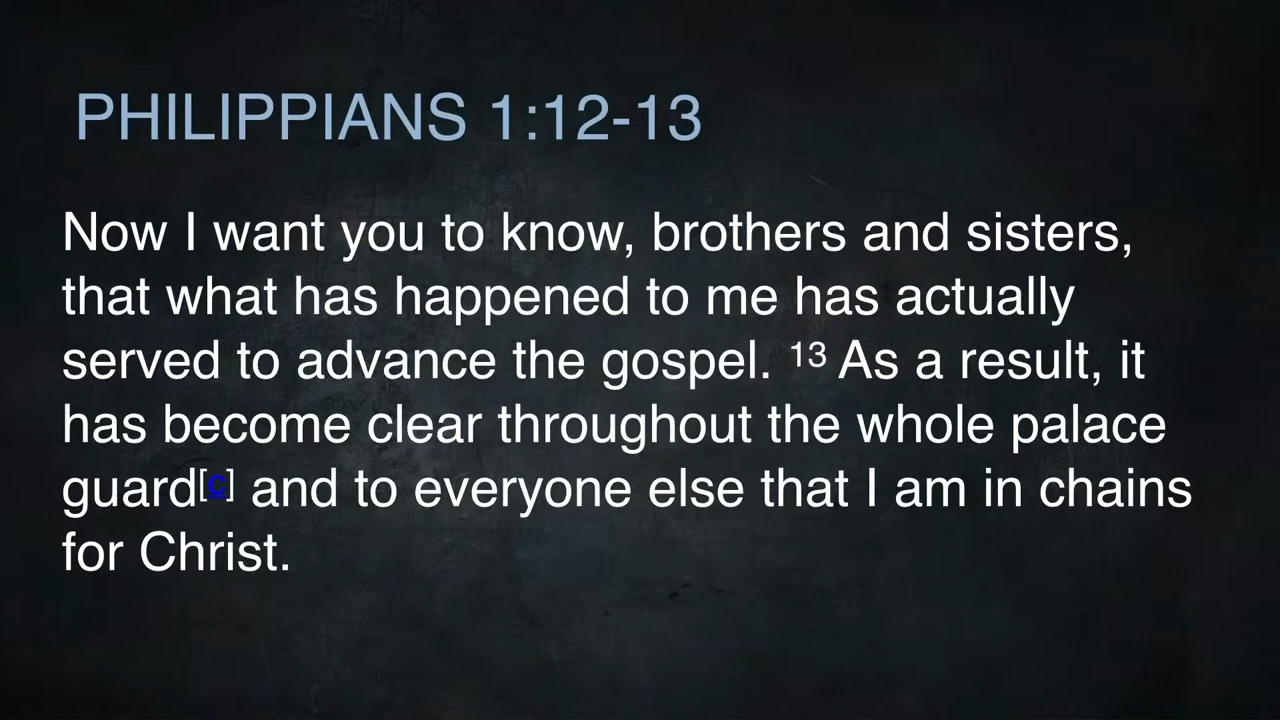 PHILIPPIANS 1:12-13
Now I want you to know, brothers and sisters,
that what has happened to me has actually
served to advance the gospel. 13 As a result, it
has become clear throughout the whole palace
guard[c] and to everyone else that I am in chains
for Christ.